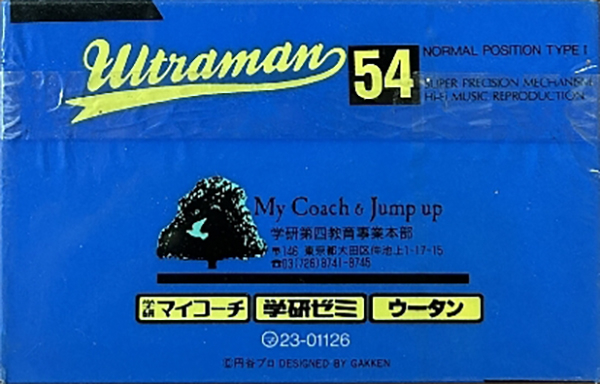 Ultraman
54
NORMAL POSITION TYPE I
SUPER PRECISION MECHANISM
HI-FI MUSIC REPRODUCTION
My Coach & Jump up
学研第四教育事業本部
〒146 東京都大田区仲池上1-17-15
☎03(726)8741-8745
学研 マイコーチ
学研ゼミ
ウータン
㋮23-01126
©円谷プロ DESIGNED BY GAKKEN